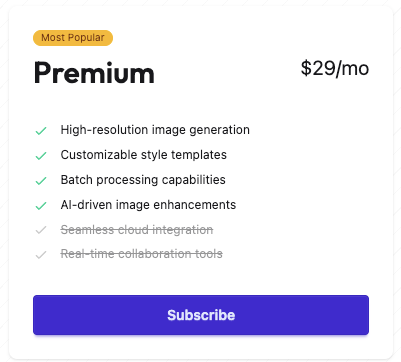 Most Popular
Premium
$29/mo
High-resolution image generation
Customizable style templates
Batch processing capabilities
AI-driven image enhancements
Seamless cloud integration
Real-time collaboration tools
Subscribe